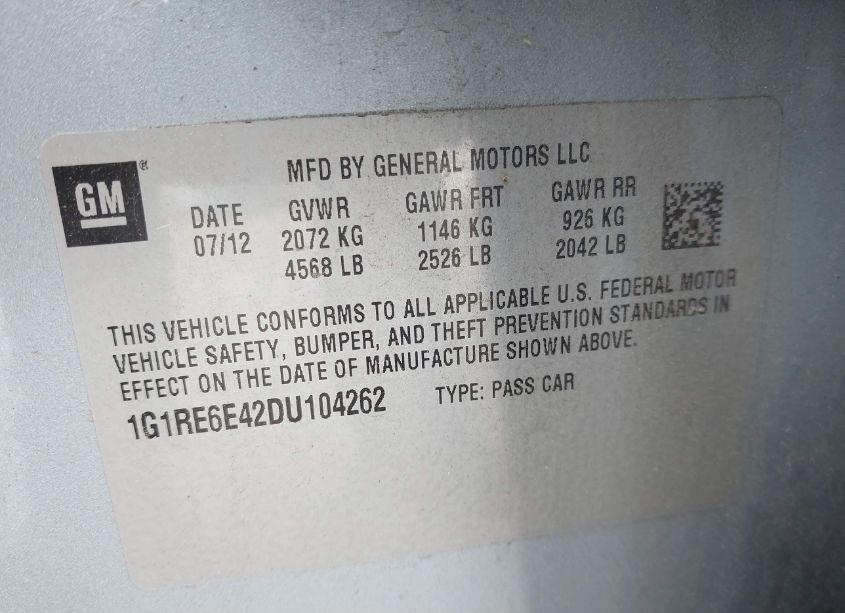 GM ®
MFD BY GENERAL MOTORS LLC
DATE GVWR GAWR FRT GAWR RR
07/12 2072 KG 1146 KG 926 KG
4568 LB 2526 LB 2042 LB
THIS VEHICLE CONFORMS TO ALL APPLICABLE U.S. FEDERAL MOTOR
VEHICLE SAFETY, BUMPER, AND THEFT PREVENTION STANDARDS IN
EFFECT ON THE DATE OF MANUFACTURE SHOWN ABOVE.
1G1RE6E42DU104262 TYPE: PASS CAR